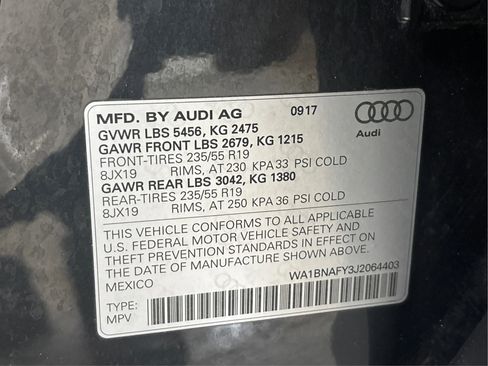 MFD. BY AUDI AG 0917
GVWR LBS 5456, KG 2475
GAWR FRONT LBS 2679, KG 1215
FRONT-TIRES 235/55 R19
8JX19 RIMS, AT 230 KPA 33 PSI COLD
GAWR REAR LBS 3042, KG 1380
REAR-TIRES 235/55 R19
8JX19 RIMS, AT 250 KPA 36 PSI COLD
Audi
THIS VEHICLE CONFORMS TO ALL APPLICABLE
U.S. FEDERAL MOTOR VEHICLE SAFETY AND
THEFT PREVENTION STANDARDS IN EFFECT ON
THE DATE OF MANUFACTURE SHOWN ABOVE.
MEXICO WA1BNAFY3J2064403
TYPE:
MPV